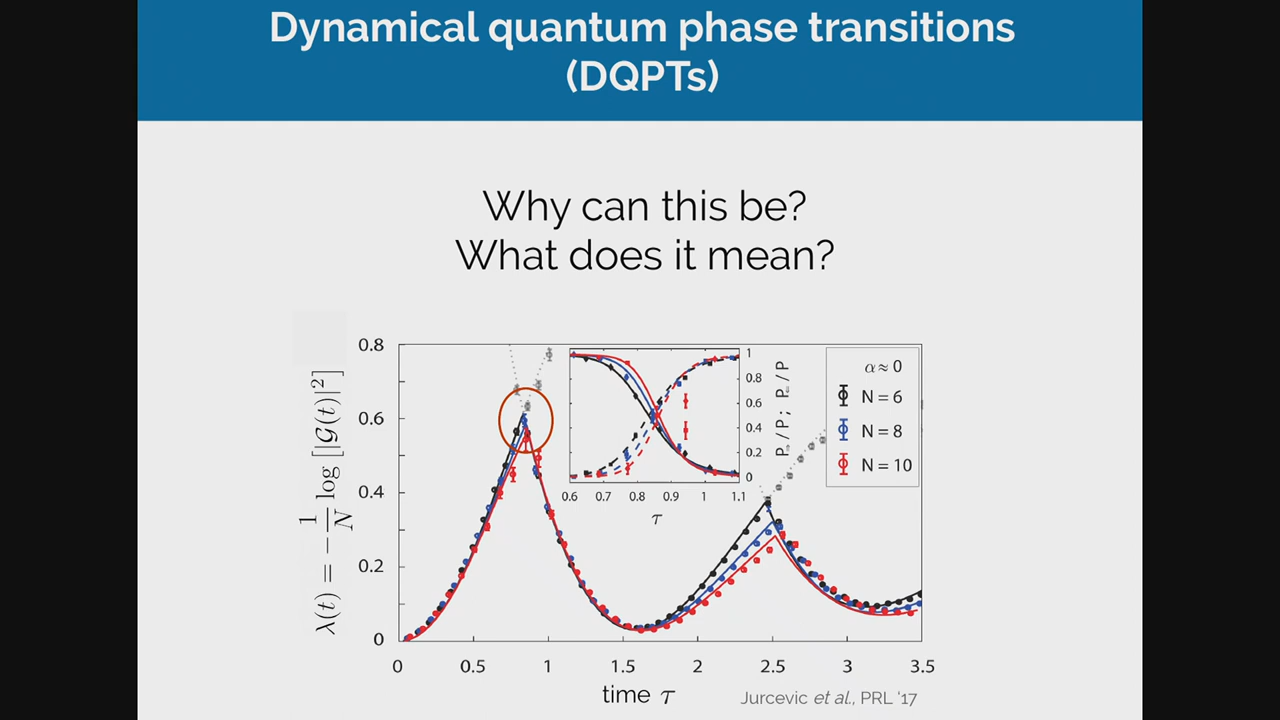 Dynamical quantum phase transitions
(DQPTs)
Why can this be?
What does it mean?
λ(t) = −1/N log [|𝒢(t)|²]
0.8
0.6
0.4
0.2
0
0 0.5 1 1.5 2 2.5 3 3.5
time τ
1
0.8
0.6
0.4
0.2
0
0.6 0.7 0.8 0.9 1 1.1
τ
α ≈ 0
N = 6
N = 8
N = 10
Jurcevic et al., PRL '17